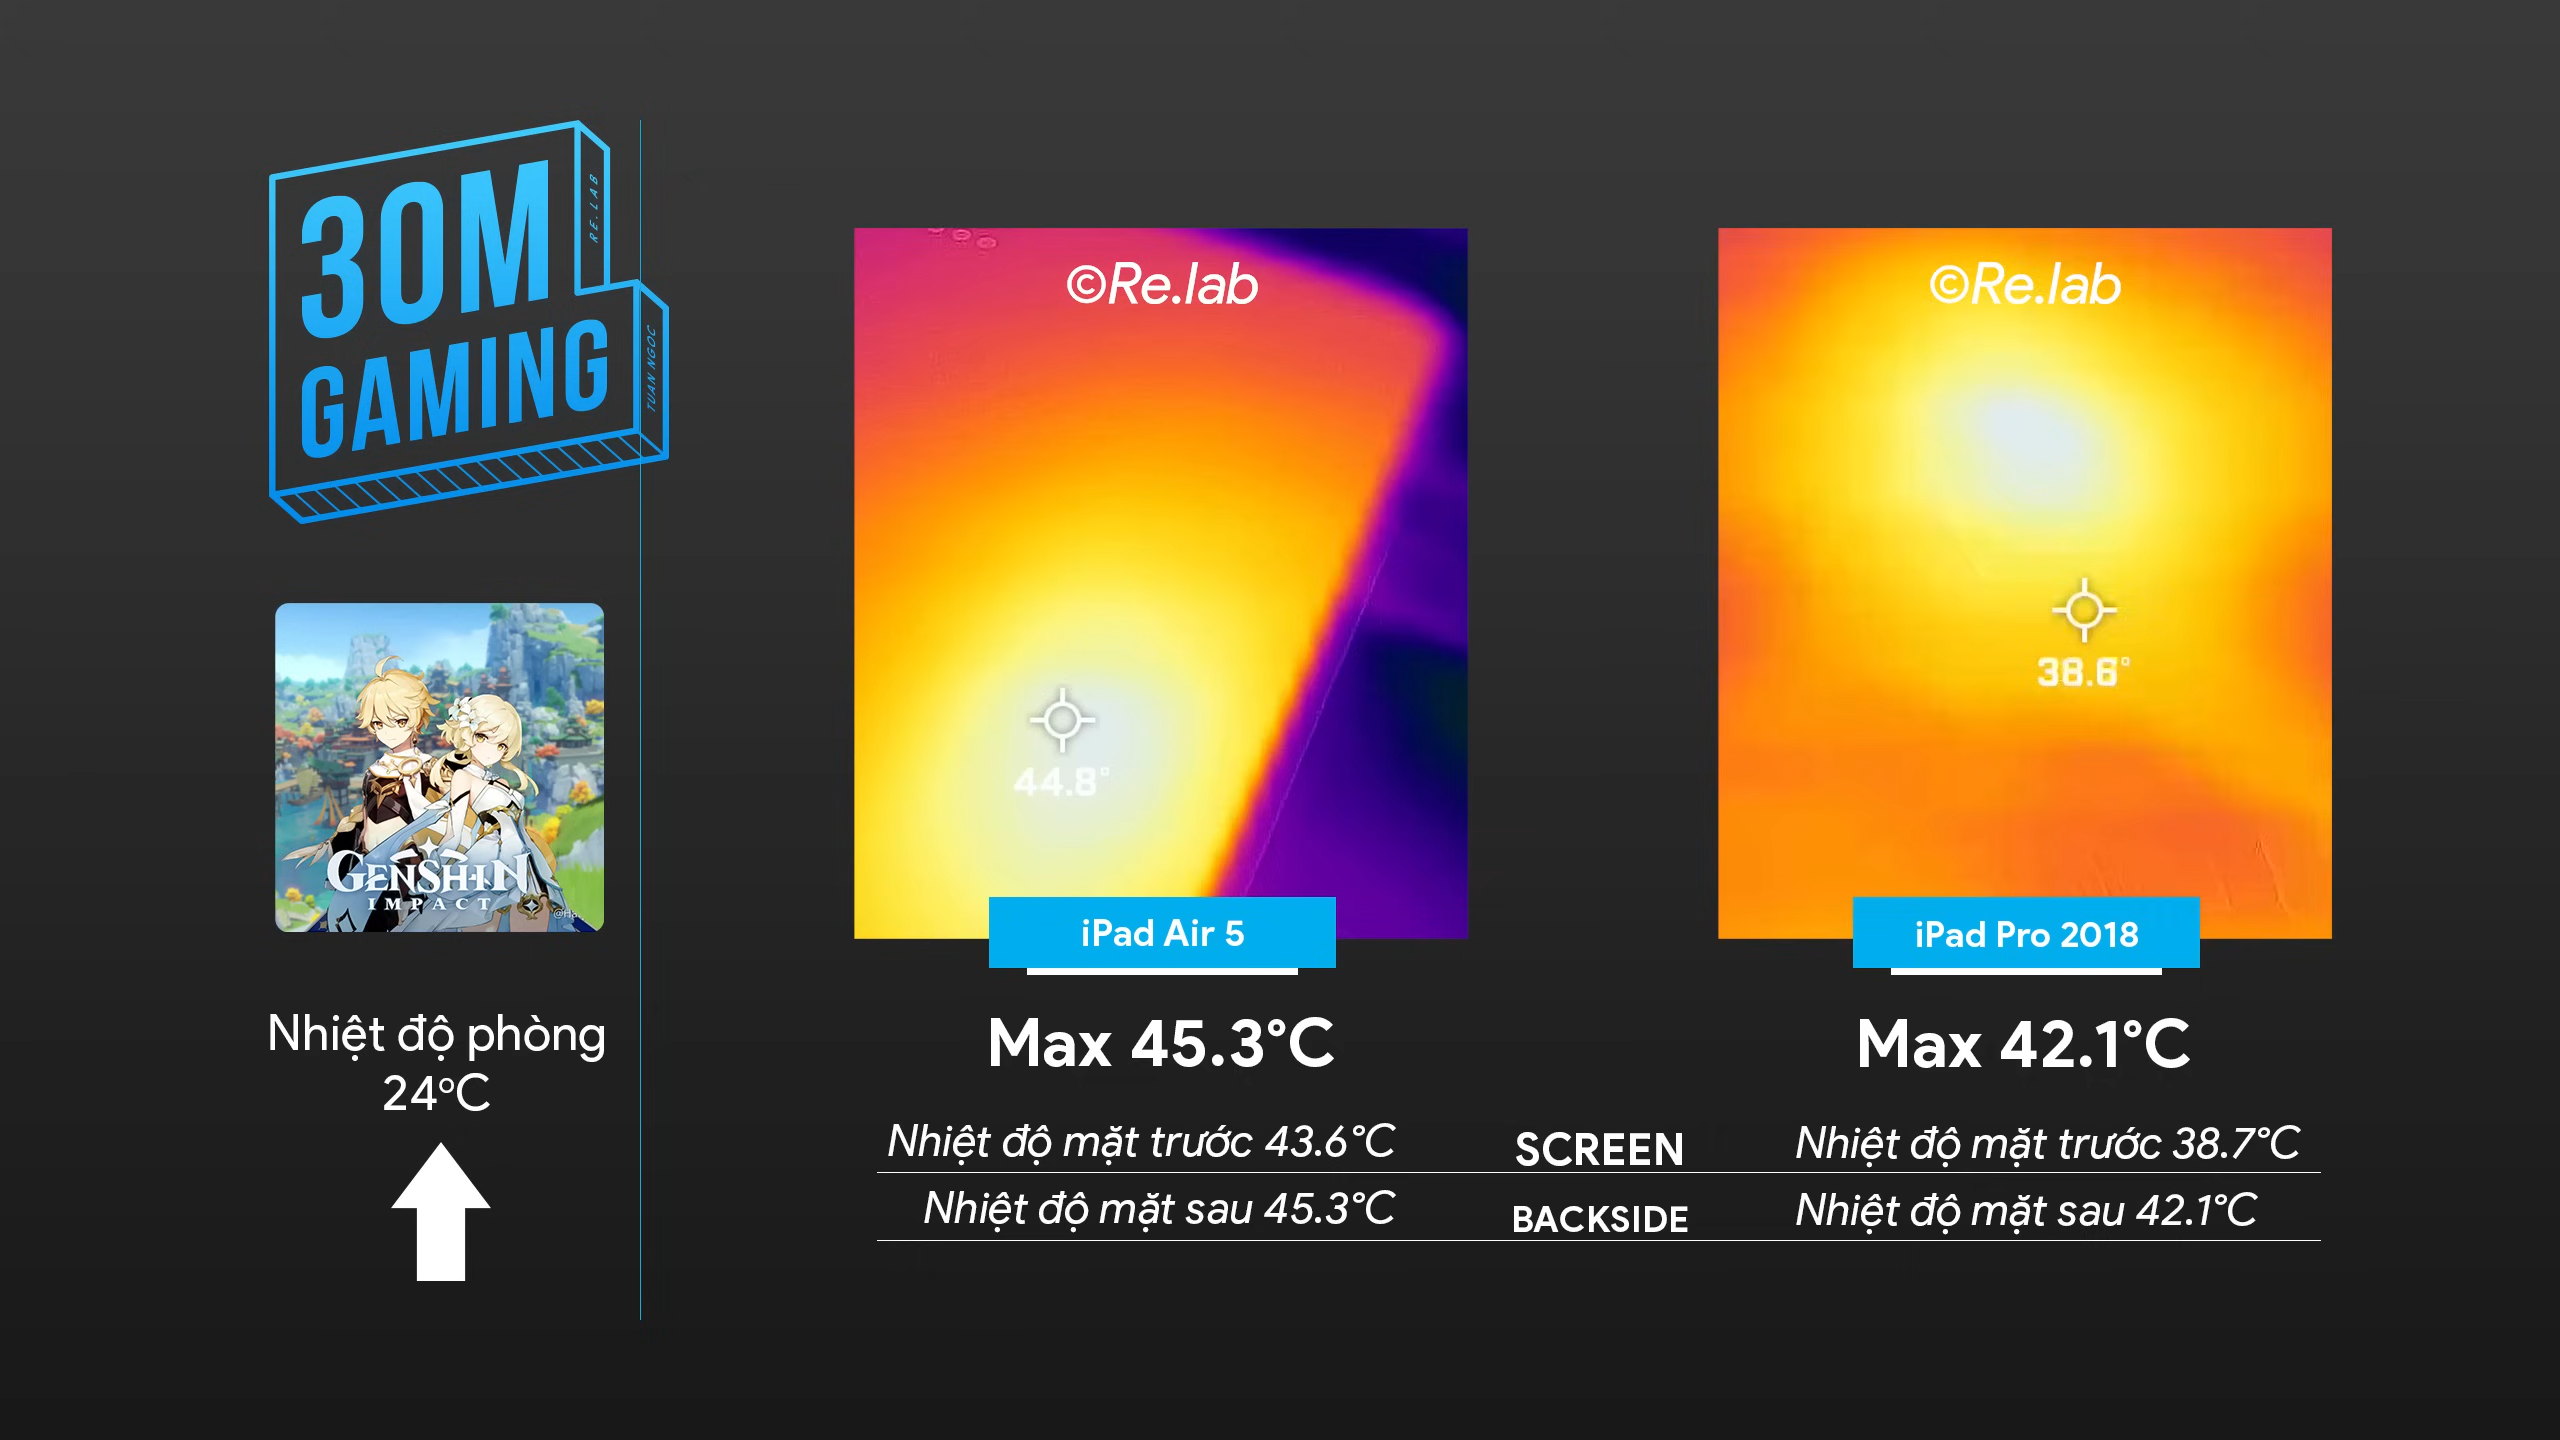 30M
GAMING
RE.LAB
TUAN NGOC
GENSHIN
IMPACT
Nhiệt độ phòng
24°C
©Re.lab
44.8°
iPad Air 5
Max 45.3°C
©Re.lab
38.6°
iPad Pro 2018
Max 42.1°C
Nhiệt độ mặt trước 43.6°C SCREEN Nhiệt độ mặt trước 38.7°C
Nhiệt độ mặt sau 45.3°C BACKSIDE Nhiệt độ mặt sau 42.1°C